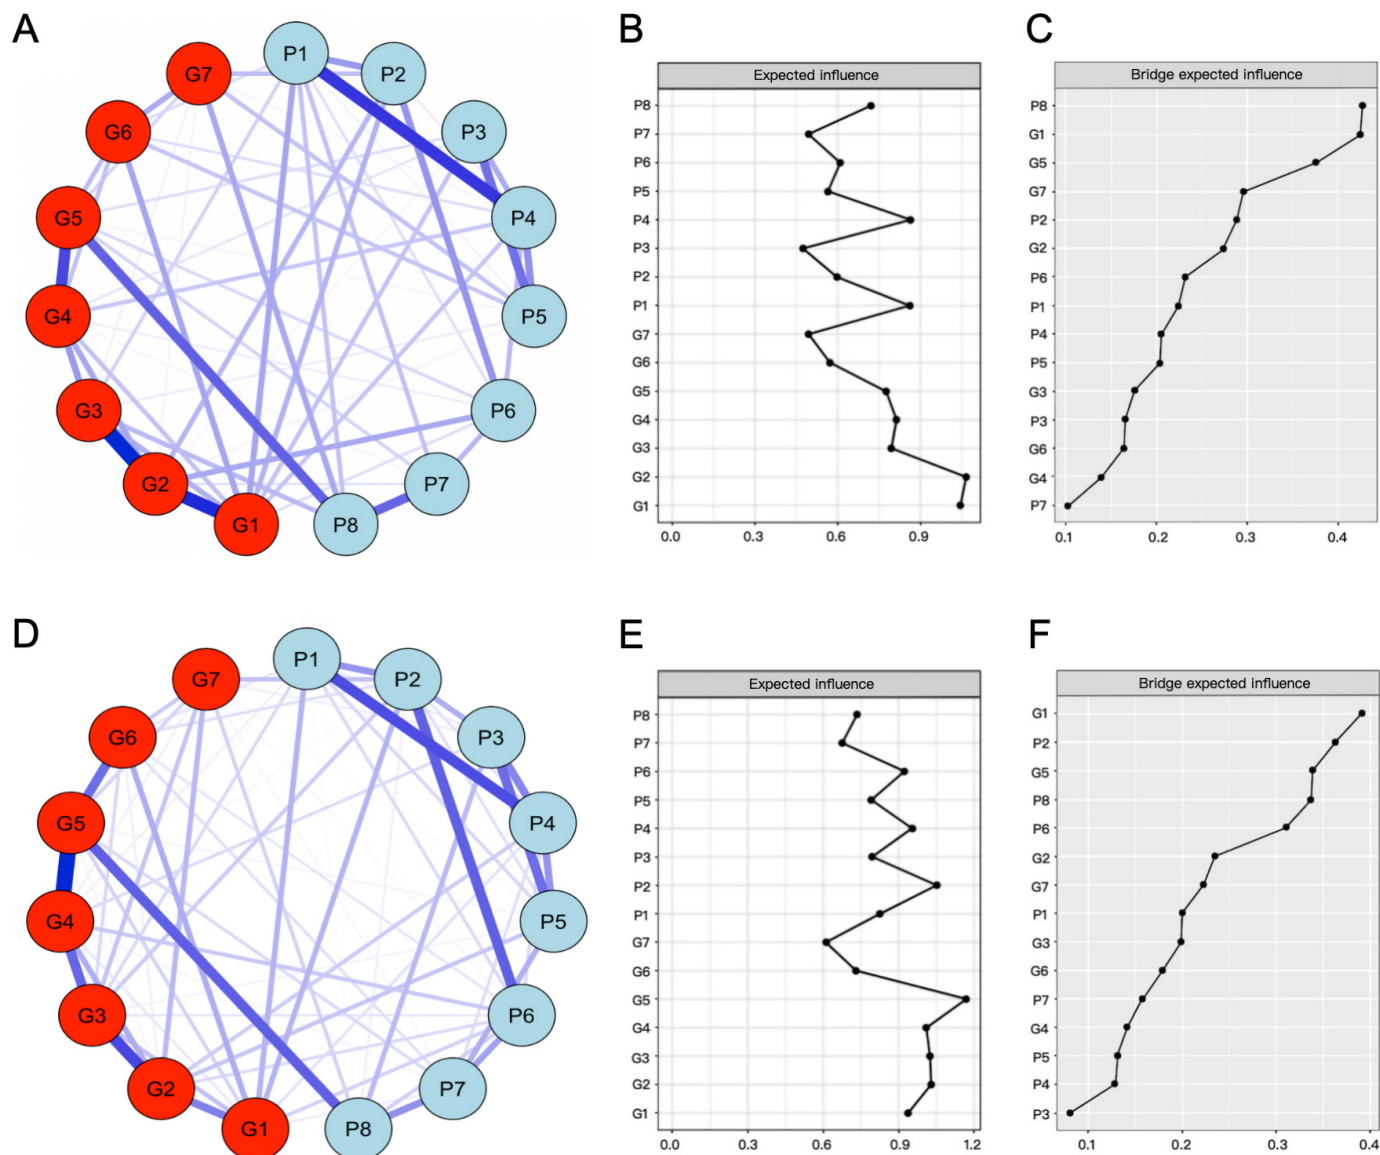 A
G7
P1
P2
G6
P3
G5
P4
G4
P5
G3
P6
G2
P7
G1
P8
B
Expected influence
P8
P7
P6
P5
P4
P3
P2
P1
G7
G6
G5
G4
G3
G2
G1
0.0 0.3 0.6 0.9
C
Bridge expected influence
P8
G1
G5
G7
P2
G2
P6
P1
P4
P5
G3
P3
G6
G4
P7
0.1 0.2 0.3 0.4
D
P1
G7
P2
G6
P3
G5
P4
G4
P5
G3
P6
G2
P7
G1
P8
E
Expected influence
P8
P7
P6
P5
P4
P3
P2
P1
G7
G6
G5
G4
G3
G2
G1
0.0 0.3 0.6 0.9 1.2
F
Bridge expected influence
G1
P2
G5
P8
P6
G2
G7
P1
G3
G6
P7
G4
P5
P4
P3
0.1 0.2 0.3 0.4